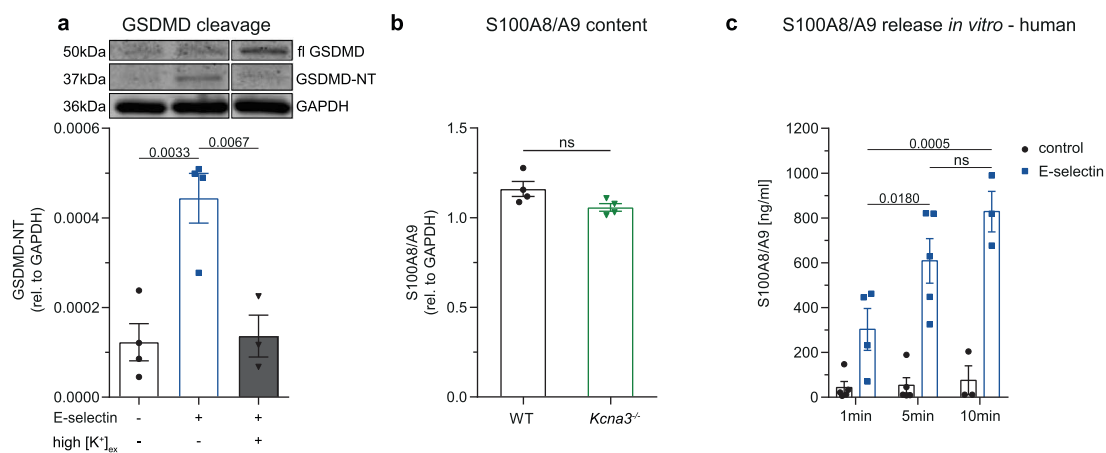 a GSDMD cleavage
50kDa fl GSDMD
37kDa GSDMD-NT
36kDa GAPDH
GSDMD-NT
(rel. to GAPDH)
0.0006
0.0004
0.0002
0.0000
0.0033
0.0067
E-selectin - + +
high [K⁺]ex - - +
b S100A8/A9 content
S100A8/A9
(rel. to GAPDH)
1.5
1.0
0.5
0.0
ns
WT Kcna3-/-
c S100A8/A9 release in vitro - human
S100A8/A9 [ng/ml]
1200
1000
800
600
400
200
0
0.0005
ns
0.0180
control
E-selectin
1min 5min 10min